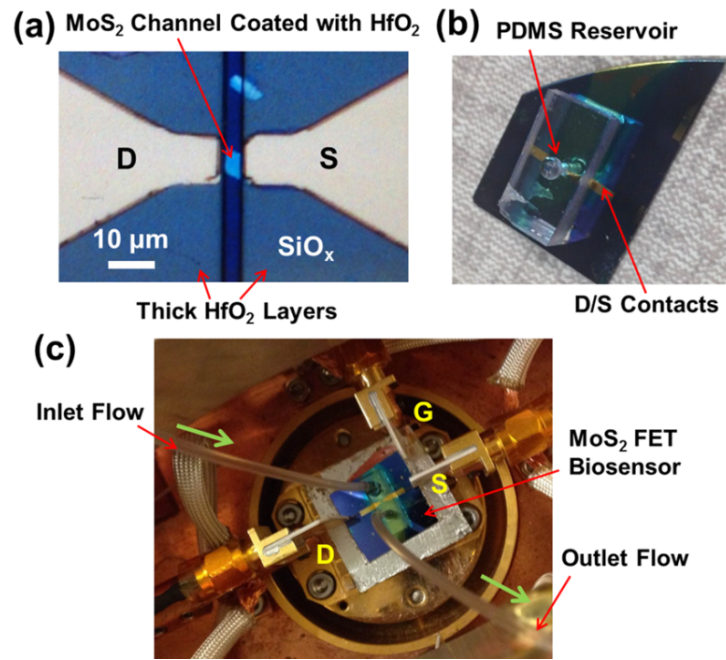 (a)
MoS₂ Channel Coated with HfO₂
D
S
10 µm
SiOₓ
Thick HfO₂ Layers
(b)
PDMS Reservoir
D/S Contacts
(c)
Inlet Flow
G
S
D
MoS₂ FET
Biosensor
Outlet Flow